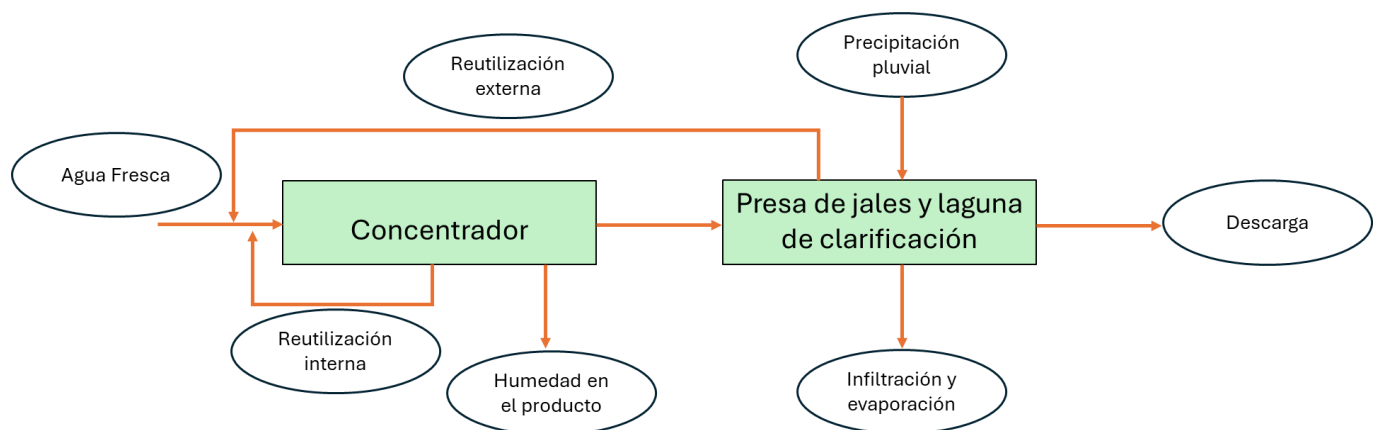 Precipitación
pluvial
Reutilización
externa
Agua Fresca
Concentrador
Presa de jales y laguna
de clarificación
Descarga
Reutilización
interna
Humedad en
el producto
Infiltración y
evaporación